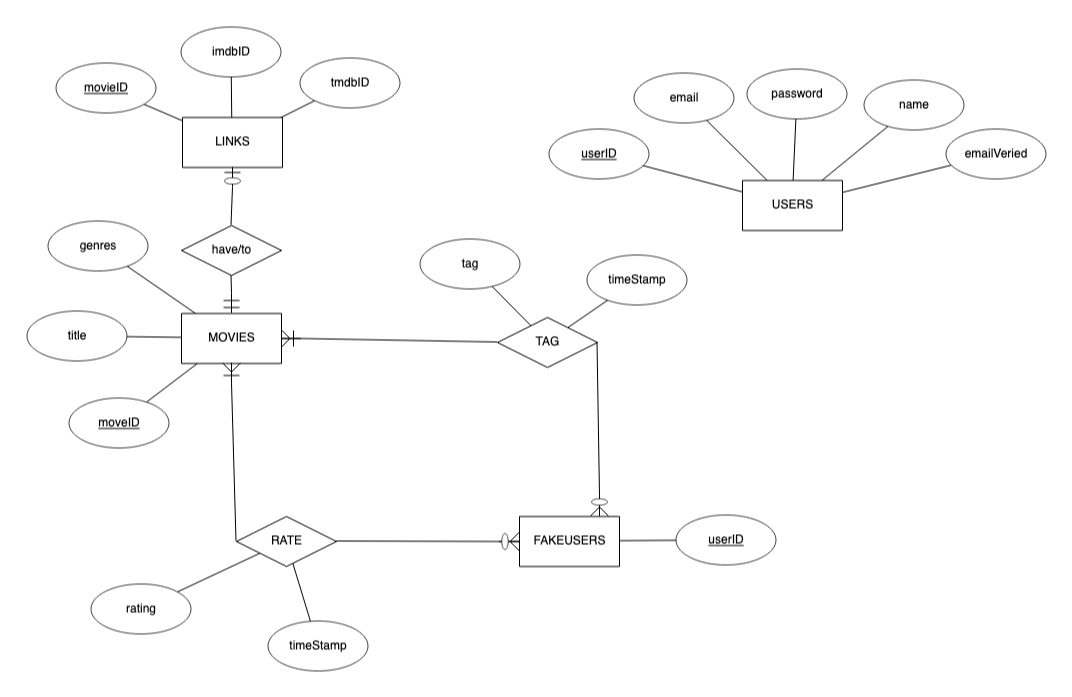 imdbID
movieID
tmdbID
LINKS
email
password
name
userID
emailVeried
USERS
have/to
genres
title
MOVIES
moveID
tag
timeStamp
TAG
RATE
FAKEUSERS
userID
rating
timeStamp